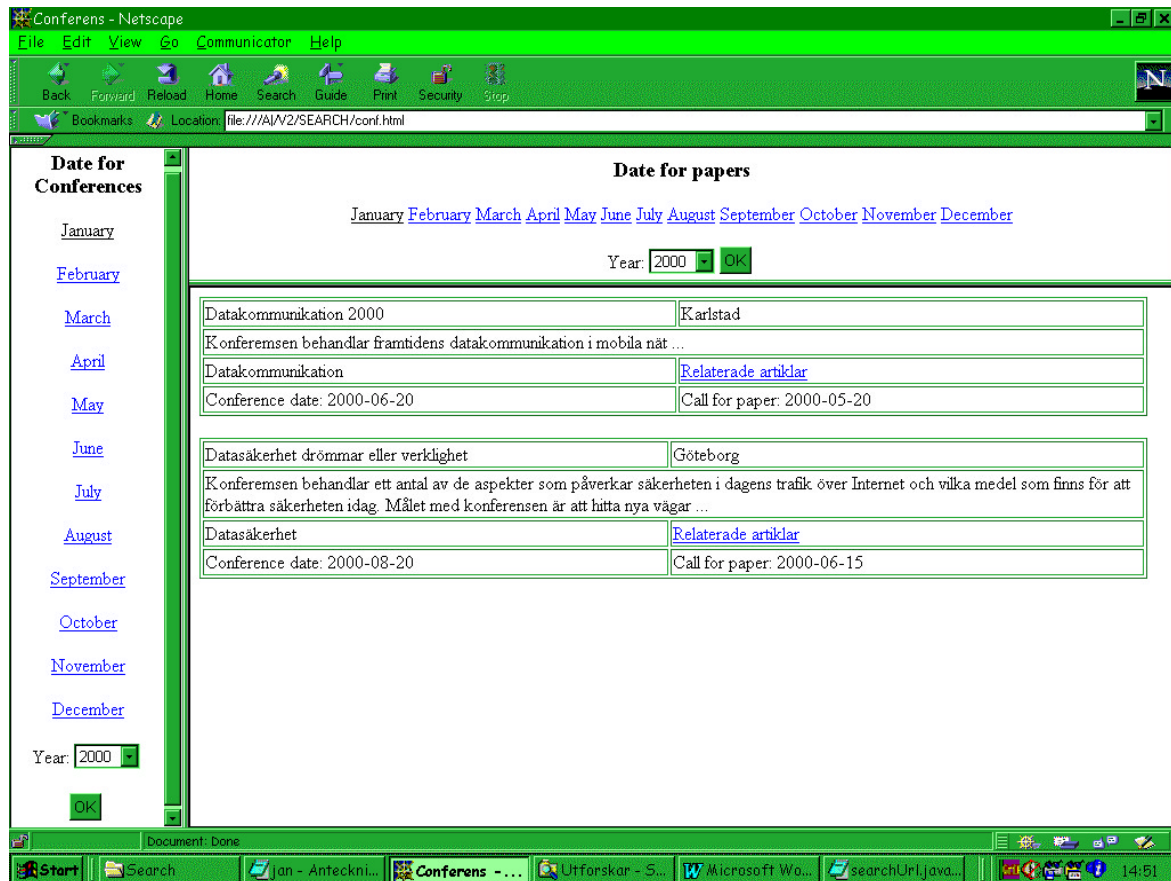 Conferens - Netscape
File Edit View Go Communicator Help
Back Forward Reload Home Search Guide Print Security Stop
N
Bookmarks Location: file:///A|/V2/SEARCH/conf.html
Date for
Conferences
January
February
March
April
May
June
July
August
September
October
November
December
Year: 2000
OK
Date for papers
January February March April May June July August September October November December
Year: 2000 OK
Datakommunikation 2000 Karlstad
Konferemsen behandlar framtidens datakommunikation i mobila nät ...
Datakommunikation Relaterade artiklar
Conference date: 2000-06-20 Call for paper: 2000-05-20
Datasäkerhet drömmar eller verklighet Göteborg
Konferemsen behandlar ett antal av de aspekter som påverkar säkerheten i dagens trafik över Internet och vilka medel som finns för att
förbättra säkerheten idag. Målet med konferensen är att hitta nya vägar ...
Datasäkerhet Relaterade artiklar
Conference date: 2000-08-20 Call for paper: 2000-06-15
Document: Done
Start Search jan - Anteckni... Conferens -... Utforskar - S... Microsoft Wo... searchUrl.java... 14:51